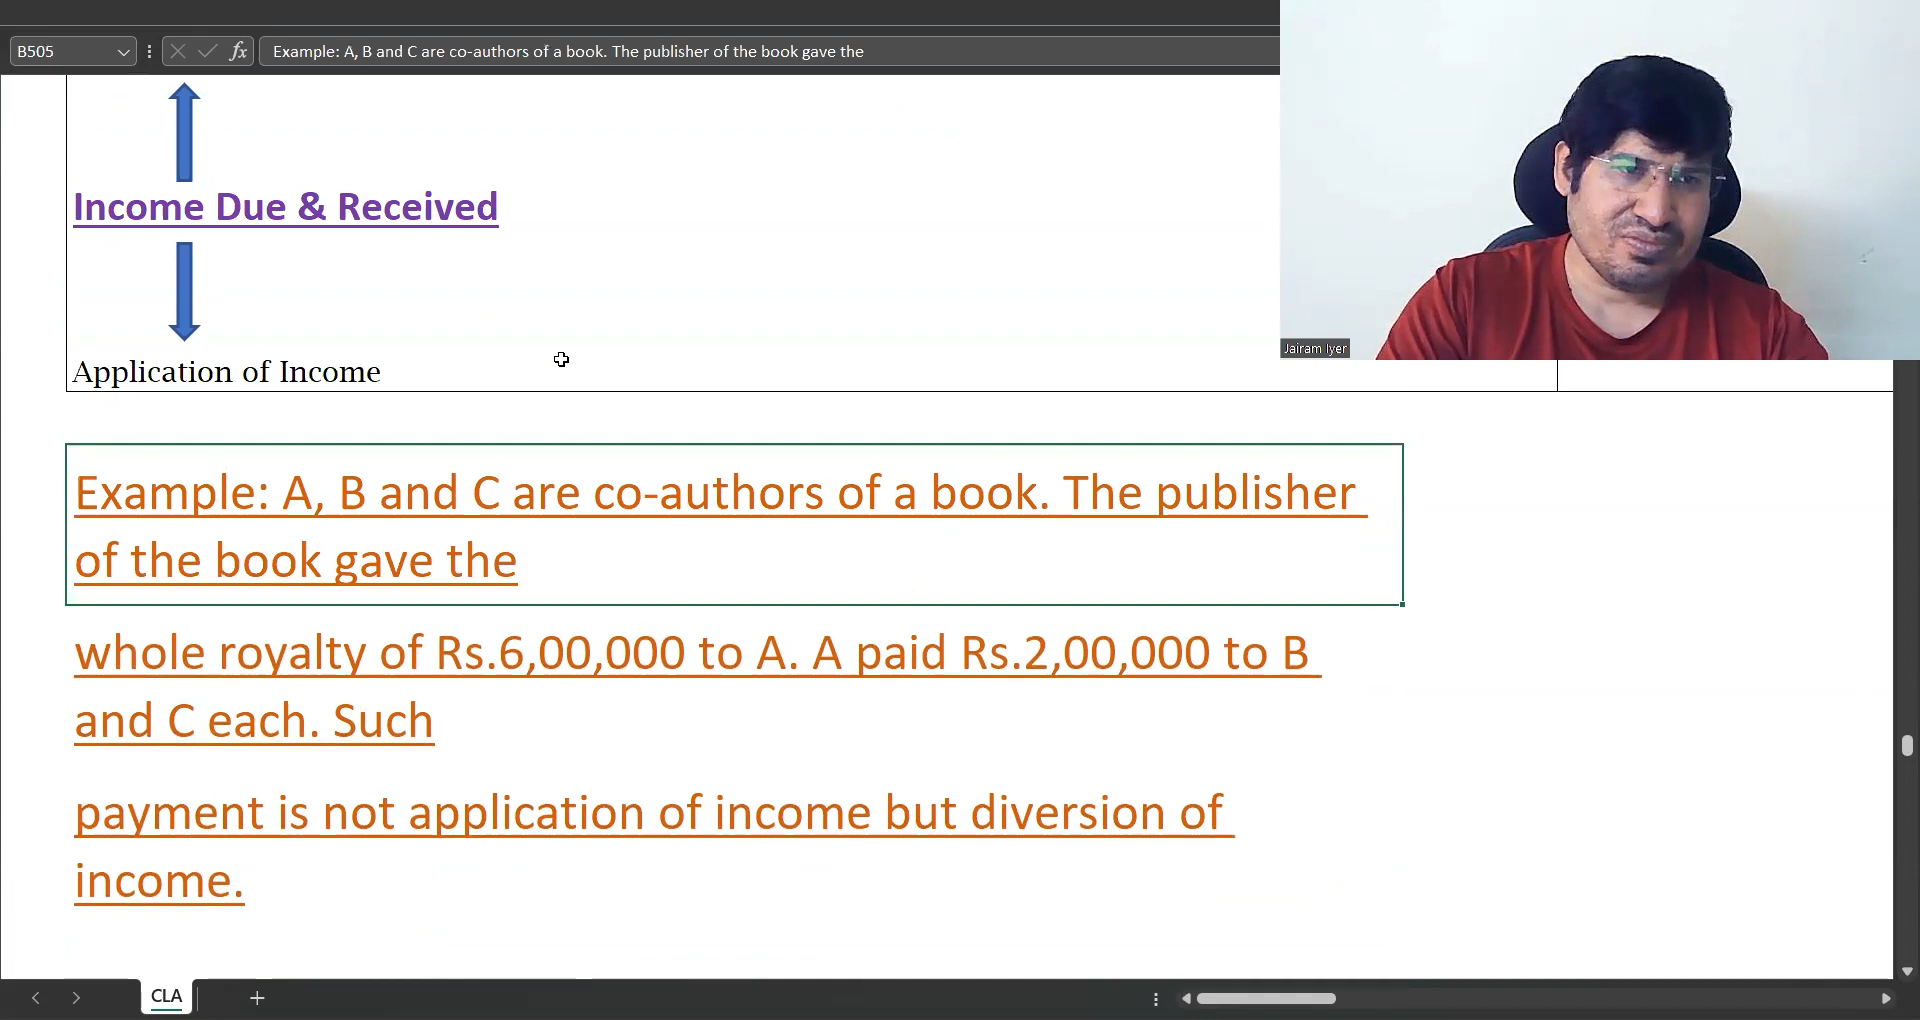 B505
fx
Example: A, B and C are co-authors of a book. The publisher of the book gave the
Income Due & Received
Application of Income
Jairam Iyer
Example: A, B and C are co-authors of a book. The publisher
of the book gave the
whole royalty of Rs.6,00,000 to A. A paid Rs.2,00,000 to B
and C each. Such
payment is not application of income but diversion of
income.
CLA